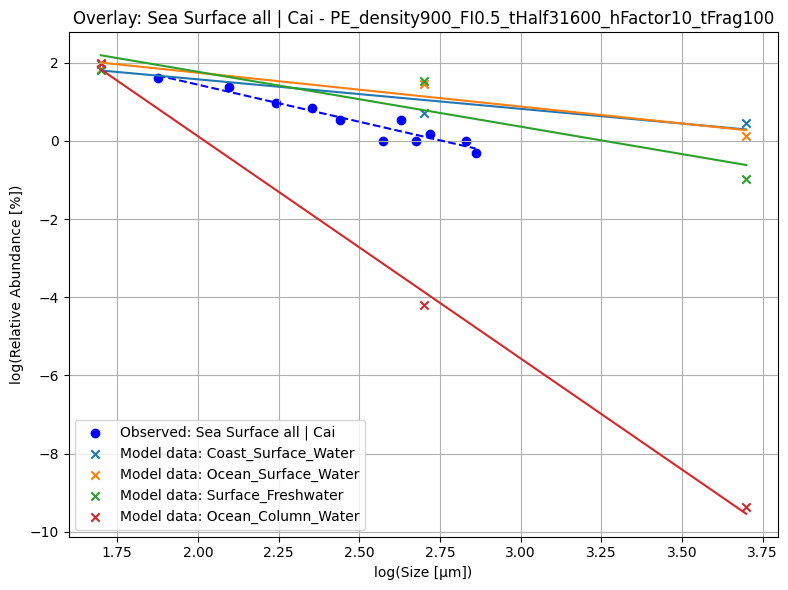 Overlay: Sea Surface all | Cai - PE_density900_FI0.5_tHalf31600_hFactor10_tFrag100
log(Relative Abundance [%])
2
0
−2
−4
−6
−8
−10
Observed: Sea Surface all | Cai
Model data: Coast_Surface_Water
Model data: Ocean_Surface_Water
Model data: Surface_Freshwater
Model data: Ocean_Column_Water
1.75 2.00 2.25 2.50 2.75 3.00 3.25 3.50 3.75
log(Size [µm])